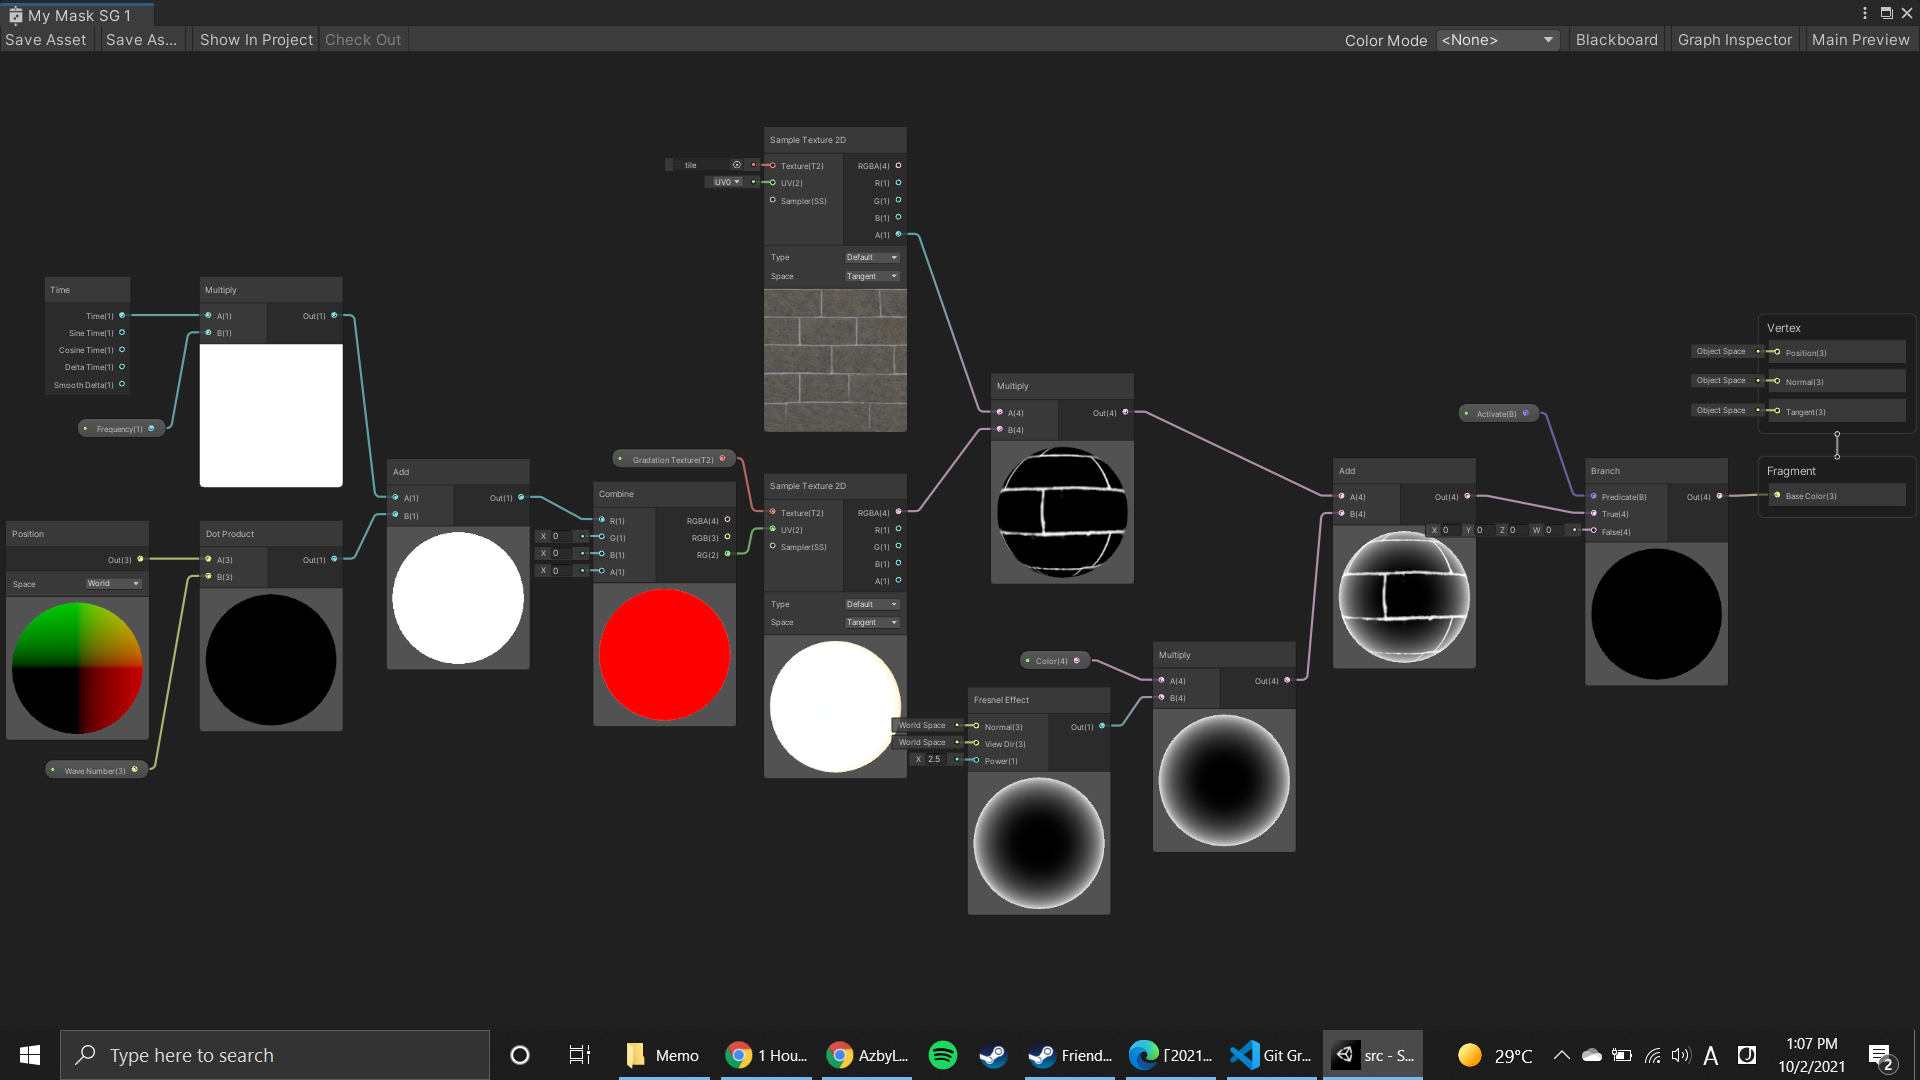 My Mask SG 1
Save Asset
Save As...
Show In Project
Check Out
Color Mode
<None>
Blackboard
Graph Inspector
Main Preview
Sample Texture 2D
tile
Texture(T2)
RGBA(4)
UV0
UV(2)
R(1)
Sampler(SS)
G(1)
B(1)
A(1)
Type
Default
Space
Tangent
Time
Time(1)
Sine Time(1)
Cosine Time(1)
Delta Time(1)
Smooth Delta(1)
Frequency(1)
Multiply
A(1)
Out(1)
B(1)
Position
Out(3)
Space
World
Wave Number(3)
Dot Product
A(3)
Out(1)
B(3)
Add
A(1)
Out(1)
B(1)
Gradation Texture(T2)
Combine
R(1)
RGBA(4)
X 0
G(1)
RGB(3)
X 0
B(1)
RG(2)
X 0
A(1)
Sample Texture 2D
Texture(T2)
RGBA(4)
UV(2)
R(1)
Sampler(SS)
G(1)
B(1)
A(1)
Type
Default
Space
Tangent
Multiply
A(4)
Out(4)
B(4)
Color(4)
Fresnel Effect
World Space
Normal(3)
Out(1)
World Space
View Dir(3)
X 2.5
Power(1)
Multiply
A(4)
Out(4)
B(4)
Add
A(4)
Out(4)
B(4)
Activate(B)
Branch
Predicate(B)
Out(4)
True(4)
X 0 Y 0 Z 0 W 0
False(4)
Vertex
Object Space
Position(3)
Object Space
Normal(3)
Object Space
Tangent(3)
Fragment
Base Color(3)
Type here to search
Memo
1 Hou...
AzbyL...
Friend...
「2021...
Git Gr...
src - S...
29°C
A
1:07 PM
10/2/2021
2